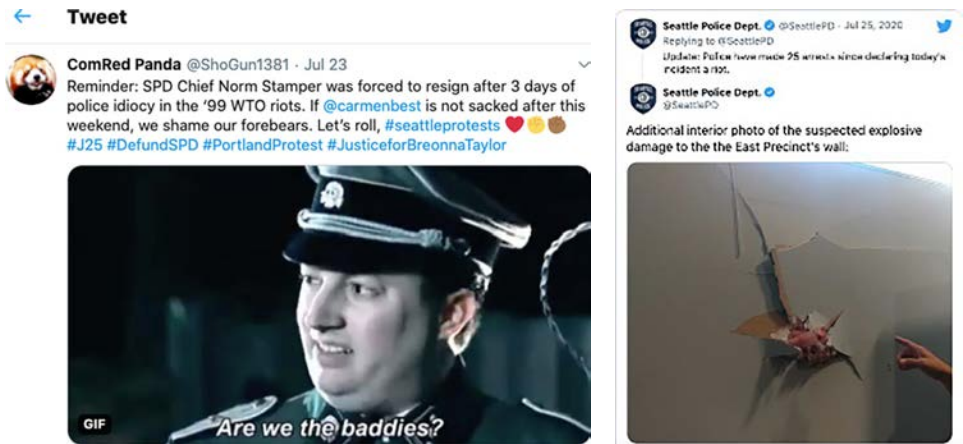 Tweet
ComRed Panda @ShoGun1381 · Jul 23
Reminder: SPD Chief Norm Stamper was forced to resign after 3 days of
police idiocy in the '99 WTO riots. If @carmenbest is not sacked after this
weekend, we shame our forebears. Let's roll, #seattleprotests ❤️✊✊🏾
#J25 #DefundSPD #PortlandProtest #JusticeforBreonnaTaylor
GIF
Are we the baddies?
Seattle Police Dept. @SeattlePD · Jul 25, 2020
Replying to @SeattlePD
Update: Police have made 25 arrests since declaring today's
incident a riot.
Seattle Police Dept.
@SeattlePD
Additional interior photo of the suspected explosive
damage to the the East Precinct's wall: